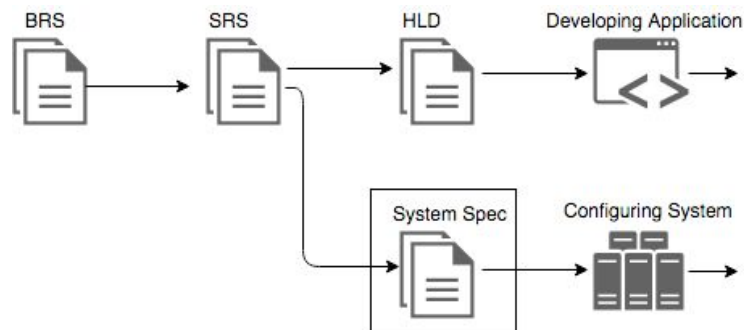 BRS
SRS
HLD
Developing Application
System Spec
Configuring System